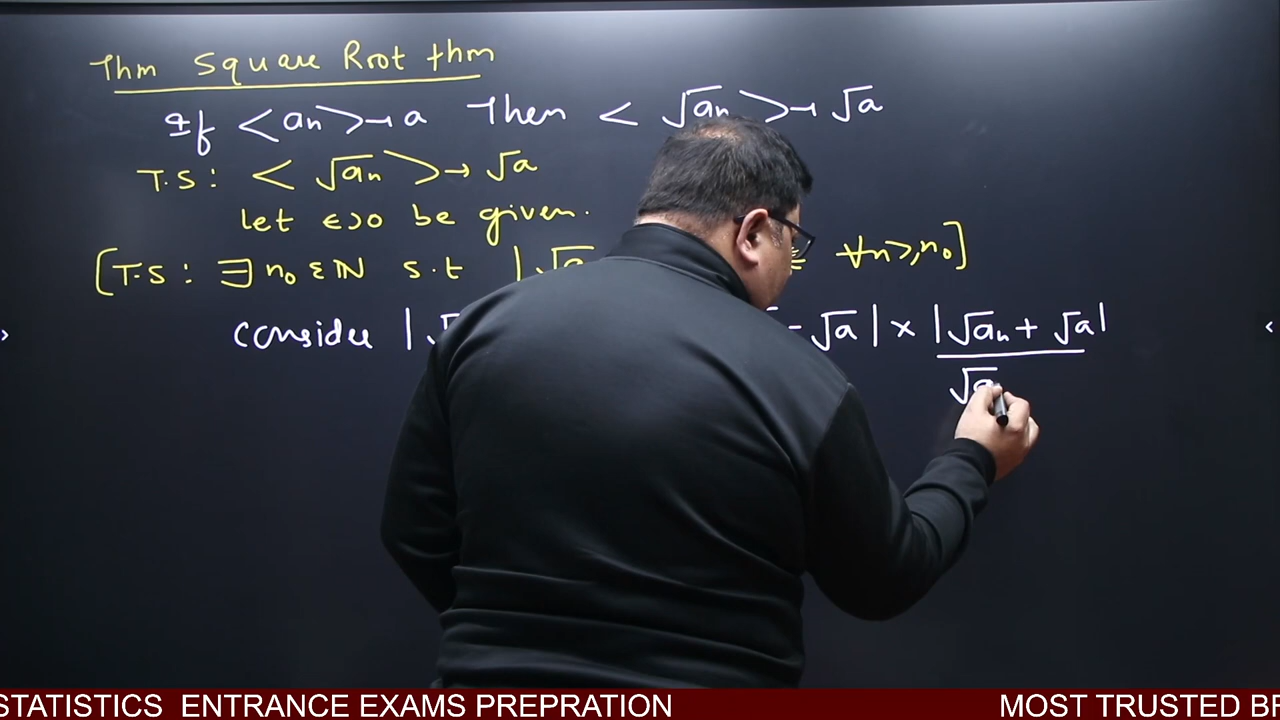 Thm Square Root thm
If <an> → a Then < √an > → √a
T.S: < √an > → √a
let ϵ>0 be given.
[T.S: ∃ n₀ ∈ ℕ s.t |√a ∀n≥n₀]
consider |√ - √a| × |√an + √a|
√a
STATISTICS ENTRANCE EXAMS PREPRATION MOST TRUSTED